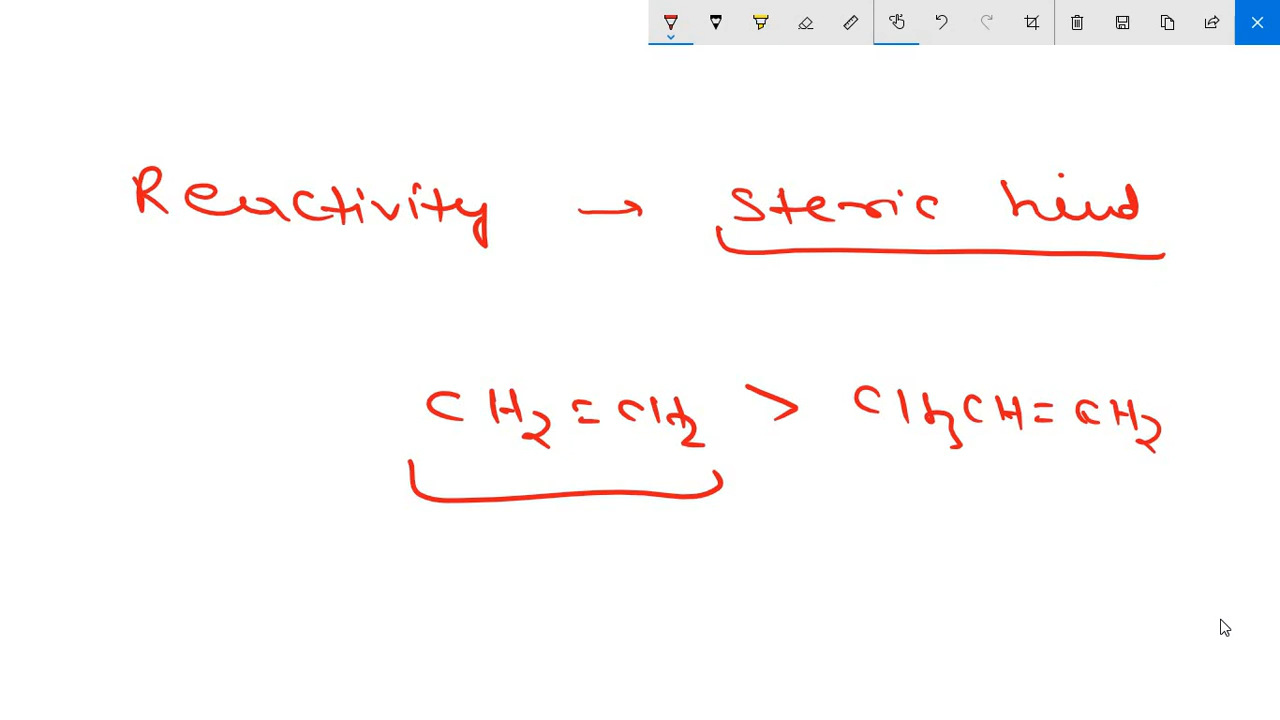 Reactivity → Steric hind
CH₂=CH₂ > CH₃CH=CH₂